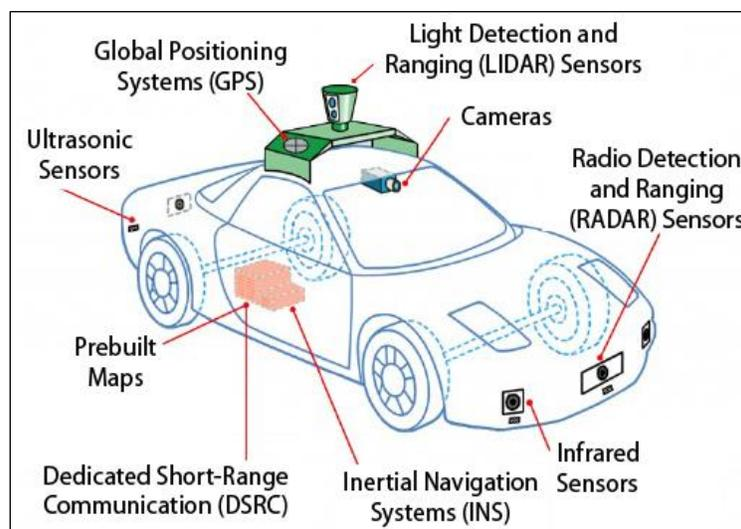 Light Detection and
Ranging (LIDAR) Sensors
Global Positioning
Systems (GPS)
Cameras
Ultrasonic
Sensors
Radio Detection
and Ranging
(RADAR) Sensors
Prebuilt
Maps
Infrared
Sensors
Dedicated Short-Range
Communication (DSRC)
Inertial Navigation
Systems (INS)